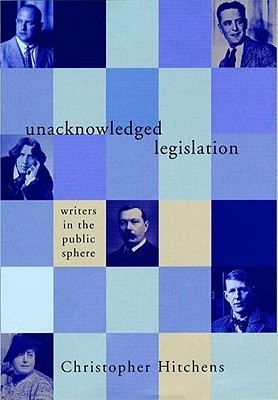 unacknowledged
legislation
writers
in the
public
sphere
Christopher Hitchens